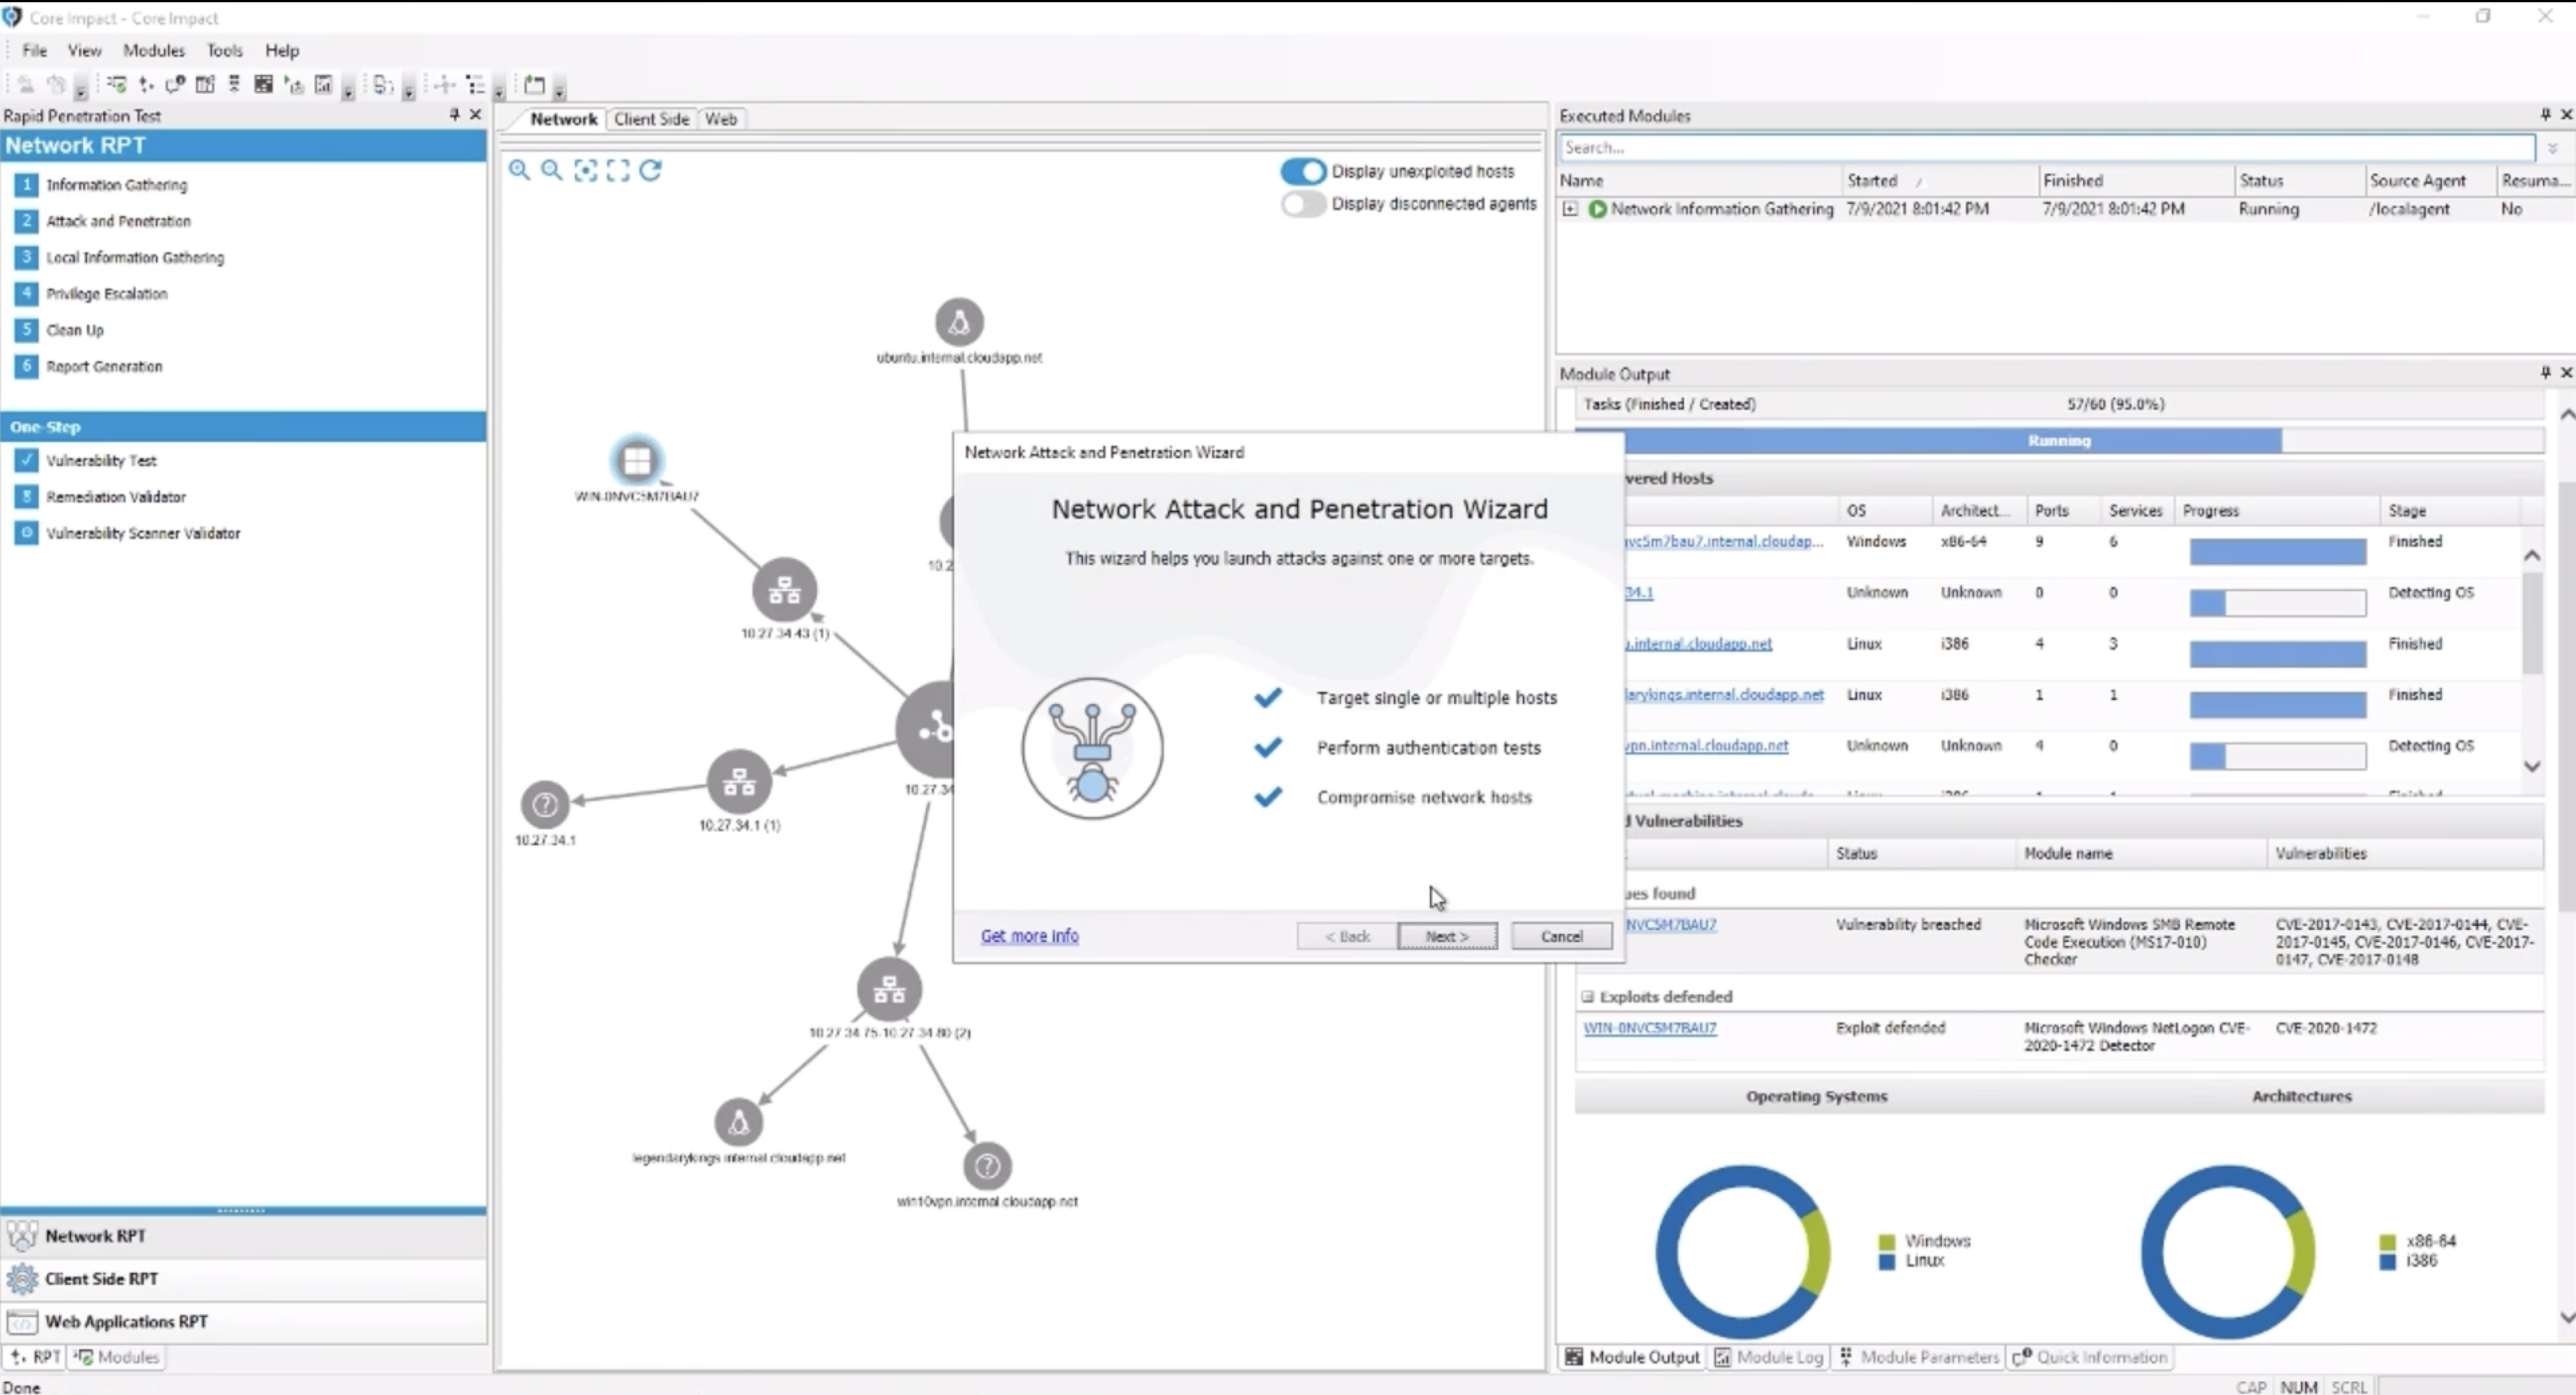 Core Impact - Core Impact
File View Modules Tools Help
Rapid Penetration Test
Network RPT
1 Information Gathering
2 Attack and Penetration
3 Local Information Gathering
4 Privilege Escalation
5 Clean Up
6 Report Generation
One-Step
Vulnerability Test
Remediation Validator
Vulnerability Scanner Validator
Network RPT
Client Side RPT
Web Applications RPT
RPT Modules
Done
Network Client Side Web
Display unexploited hosts
Display disconnected agents
ubuntu.internal.cloudapp.net
WIN-0NVC5M7BAU7
10.2
10.27.34.43 (1)
10.27.34
10.27.34.1 (1)
10.27.34.1
10.27.34.75-10.27.34.80 (2)
legendarykings.internal.cloudapp.net
win10vpn.internal.cloudapp.net
Network Attack and Penetration Wizard
Network Attack and Penetration Wizard
This wizard helps you launch attacks against one or more targets.
Target single or multiple hosts
Perform authentication tests
Compromise network hosts
Get more info
< Back Next > Cancel
Executed Modules
Search...
Name Started Finished Status Source Agent Resuma...
Network Information Gathering 7/9/2021 8:01:42 PM 7/9/2021 8:01:42 PM Running /localagent No
Module Output
Tasks (Finished / Created) 57/60 (95.0%)
Running
vered Hosts
OS Architect... Ports Services Progress Stage
vc5m7bau7.internal.cloudap... Windows x86-64 9 6 Finished
34.1 Unknown Unknown 0 0 Detecting OS
.internal.cloudapp.net Linux i386 4 3 Finished
arykings.internal.cloudapp.net Linux i386 1 1 Finished
vpn.internal.cloudapp.net Unknown Unknown 4 0 Detecting OS
d Vulnerabilities
Status Module name Vulnerabilities
ues found
NVC5M7BAU7 Vulnerability breached Microsoft Windows SMB Remote CVE-2017-0143, CVE-2017-0144, CVE-
Code Execution (MS17-010) 2017-0145, CVE-2017-0146, CVE-2017-
Checker 0147, CVE-2017-0148
Exploits defended
WIN-0NVC5M7BAU7 Exploit defended Microsoft Windows NetLogon CVE- CVE-2020-1472
2020-1472 Detector
Operating Systems Architectures
Windows
Linux
x86-64
i386
Module Output Module Log Module Parameters Quick Information
CAP NUM SCRL